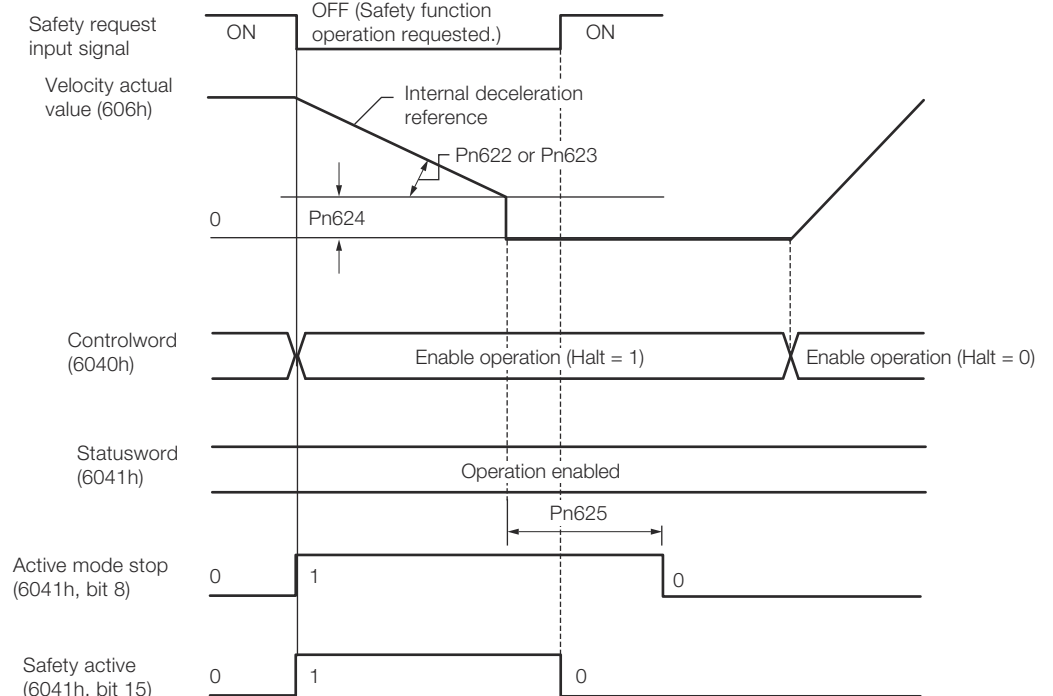 Safety request
input signal
ON
OFF (Safety function
operation requested.)
ON
Velocity actual
value (606h)
Internal deceleration
reference
Pn622 or Pn623
0
Pn624
Controlword
(6040h)
Enable operation (Halt = 1)
Enable operation (Halt = 0)
Statusword
(6041h)
Operation enabled
Pn625
Active mode stop
(6041h, bit 8)
0
1
0
Safety active
(6041h, bit 15)
0
1
0